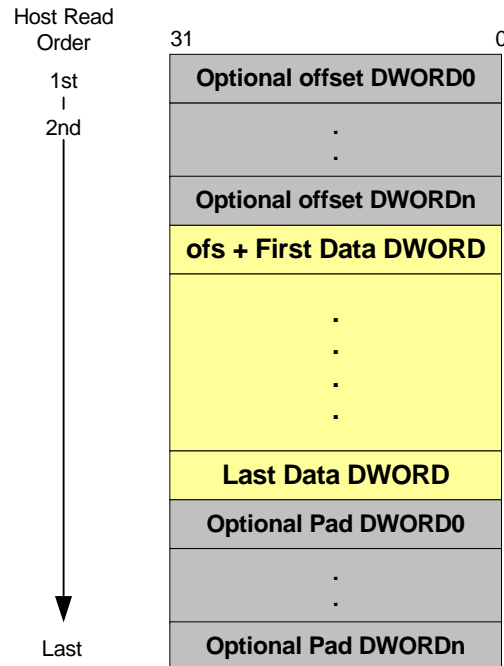 Host Read
Order
31 0
1st
2nd
Last
Optional offset DWORD0
.
.
Optional offset DWORDn
ofs + First Data DWORD
.
.
.
.
Last Data DWORD
Optional Pad DWORD0
.
.
Optional Pad DWORDn